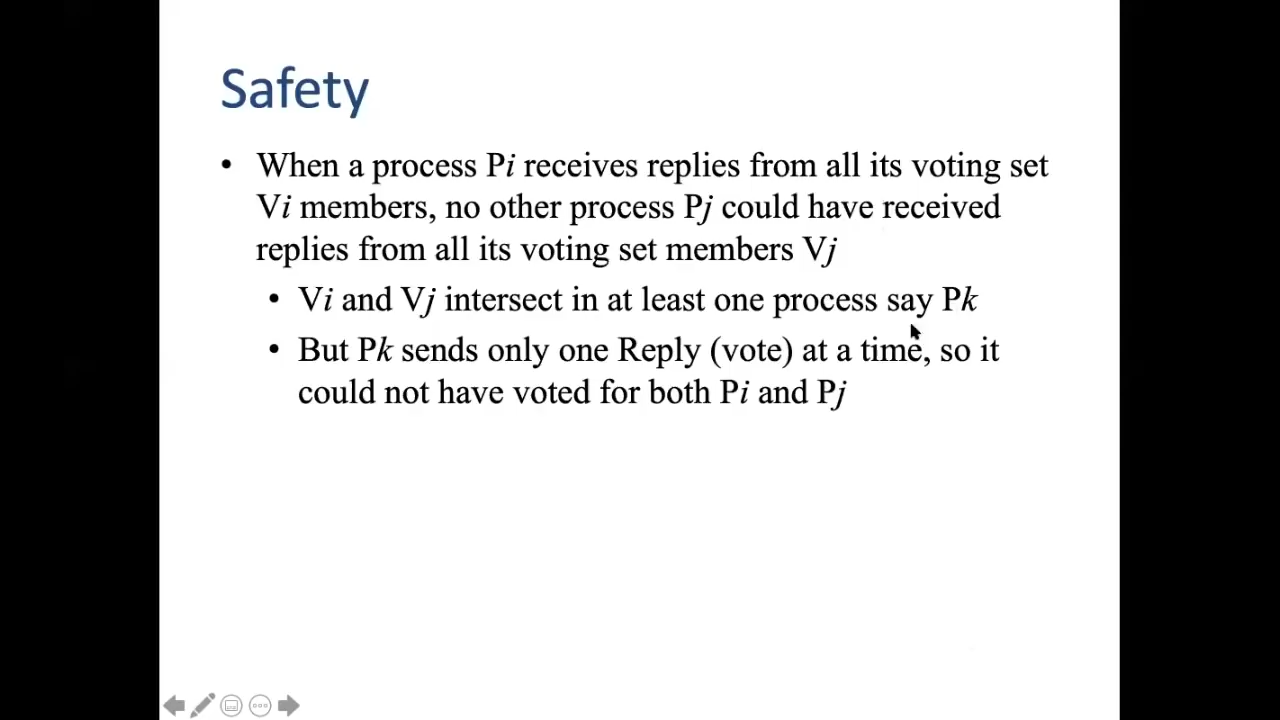 Safety
• When a process Pi receives replies from all its voting set
Vi members, no other process Pj could have received
replies from all its voting set members Vj
• Vi and Vj intersect in at least one process say Pk
• But Pk sends only one Reply (vote) at a time, so it
could not have voted for both Pi and Pj